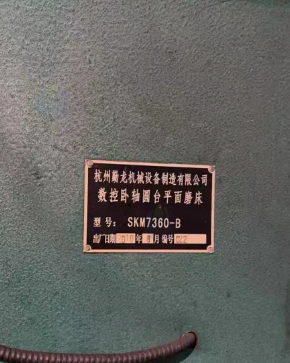 杭州勤龙机械设备制造有限公司
数控卧轴圆台平面磨床
型号: SKM7360-B
出厂日期 年 月 编号